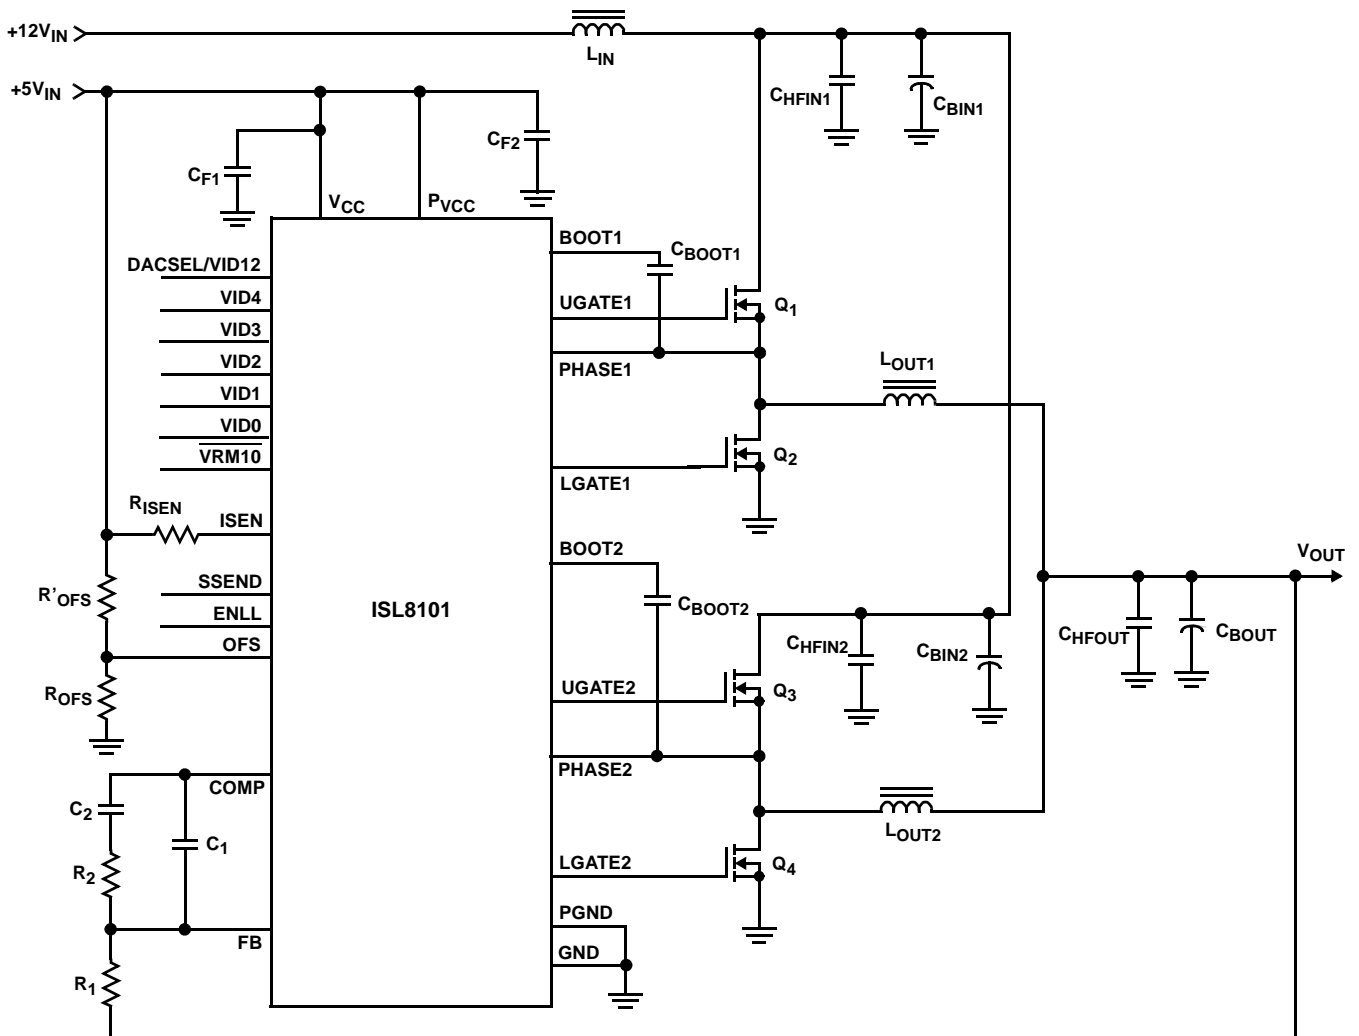 +12VIN
LIN
+5VIN
CHFIN1
CBIN1
CF2
CF1
VCC
PVCC
BOOT1
CBOOT1
DACSEL/VID12
VID4
UGATE1
Q1
VID3
VID2
PHASE1
LOUT1
VID1
VID0
VRM10
Q2
LGATE1
RISEN
ISEN
BOOT2
VOUT
SSEND
R'OFS
ISL8101
CBOOT2
ENLL
CHFIN2
CBIN2
CHFOUT
CBOUT
OFS
ROFS
UGATE2
Q3
PHASE2
COMP
C2
C1
LOUT2
R2
LGATE2
Q4
PGND
FB
GND
R1